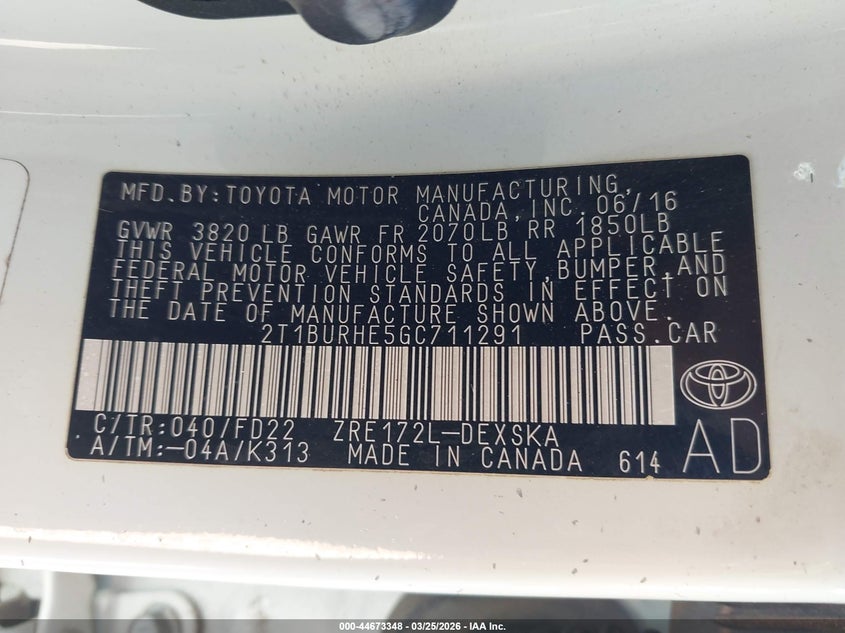 MFD.BY:TOYOTA MOTOR MANUFACTURING,
CANADA,INC. 06/16
GVWR 3820 LB GAWR FR 2070LB RR 1850LB
THIS VEHICLE CONFORMS TO ALL APPLICABLE
FEDERAL MOTOR VEHICLE SAFETY,BUMPER,AND
THEFT PREVENTION STANDARDS IN EFFECT ON
THE DATE OF MANUFACTURE SHOWN ABOVE.
2T1BURHE5GC711291 PASS.CAR
C/TR:040/FD22 ZRE172L-DEXSKA
A/TM:-04A/K313 MADE IN CANADA 614 AD
000-44673348 - 03/25/2026 - IAA Inc.